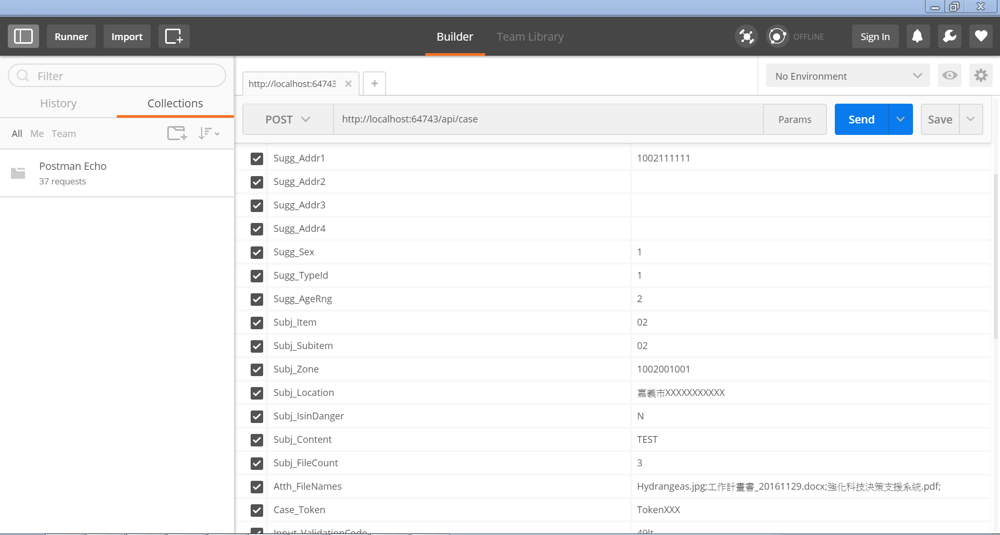 Runner
Import
Builder
Team Library
OFFLINE
Sign In
Filter
History
Collections
All Me Team
Postman Echo
37 requests
http://localhost:64743
No Environment
POST
http://localhost:64743/api/case
Params
Send
Save
Sugg_Addr1 1002111111
Sugg_Addr2
Sugg_Addr3
Sugg_Addr4
Sugg_Sex 1
Sugg_TypeId 1
Sugg_AgeRng 2
Subj_Item 02
Subj_Subitem 02
Subj_Zone 1002001001
Subj_Location 嘉義市XXXXXXXXXXX
Subj_IsinDanger N
Subj_Content TEST
Subj_FileCount 3
Atth_FileNames Hydrangeas.jpg;工作計畫書_20161129.docx;強化科技決策支援系統.pdf;
Case_Token TokenXXX
Input_ValidationCode